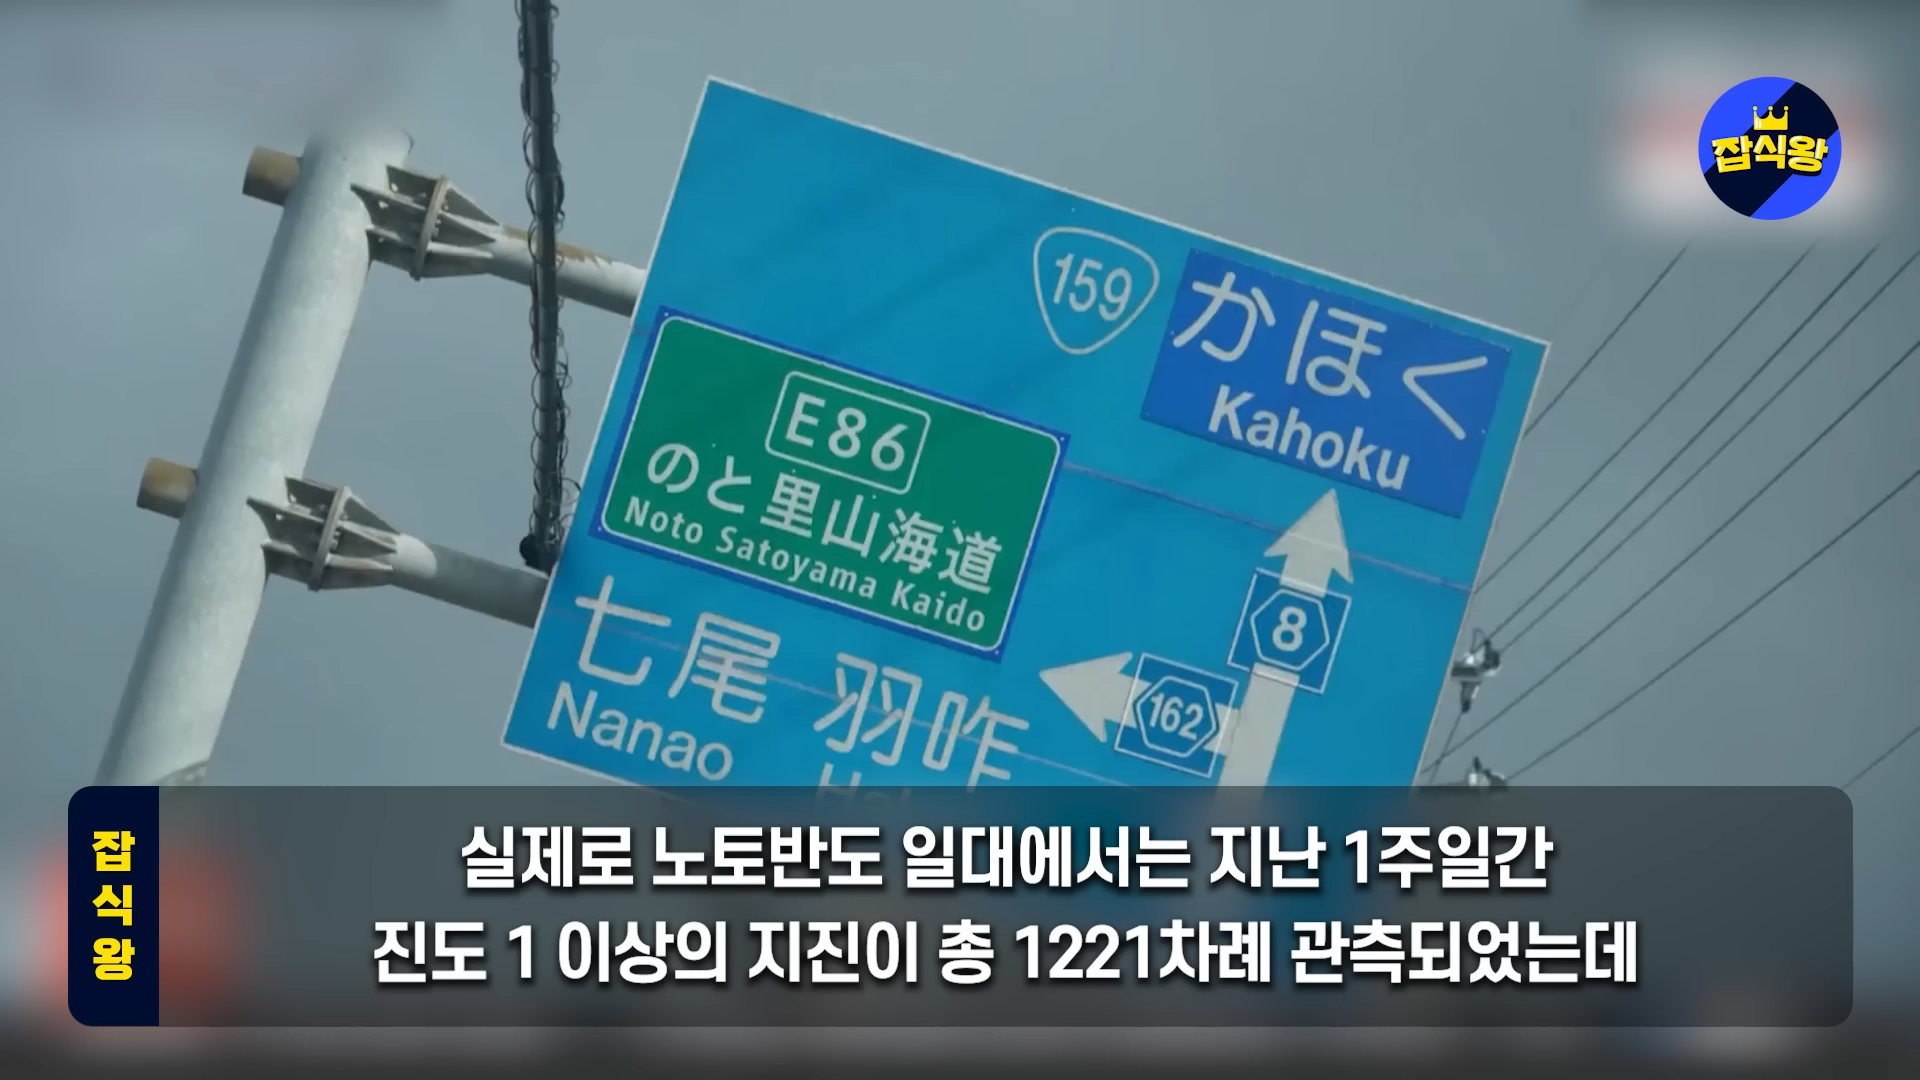 잡식왕
159
かほく
Kahoku
E86
のと里山海道
Noto Satoyama Kaido
8
162
七尾 羽咋
Nanao
잡식왕
실제로 노토반도 일대에서는 지난 1주일간
진도 1 이상의 지진이 총 1221차례 관측되었는데